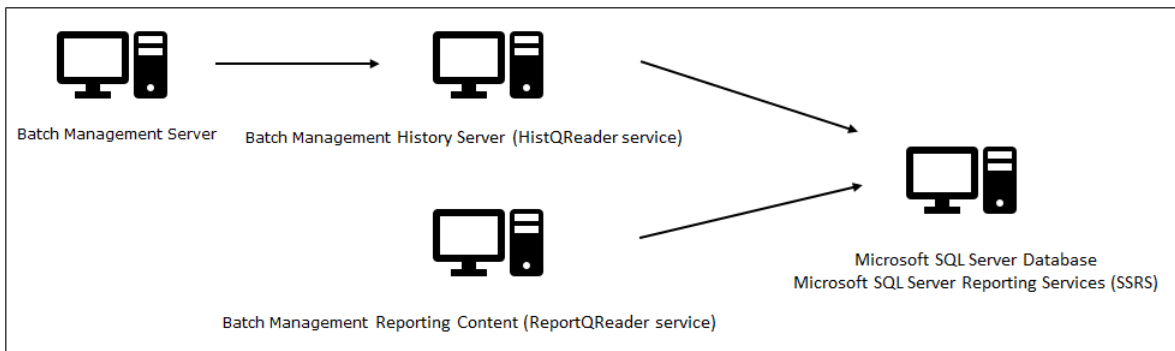 Batch Management Server
Batch Management History Server (HistQReader service)
Microsoft SQL Server Database
Microsoft SQL Server Reporting Services (SSRS)
Batch Management Reporting Content (ReportQReader service)